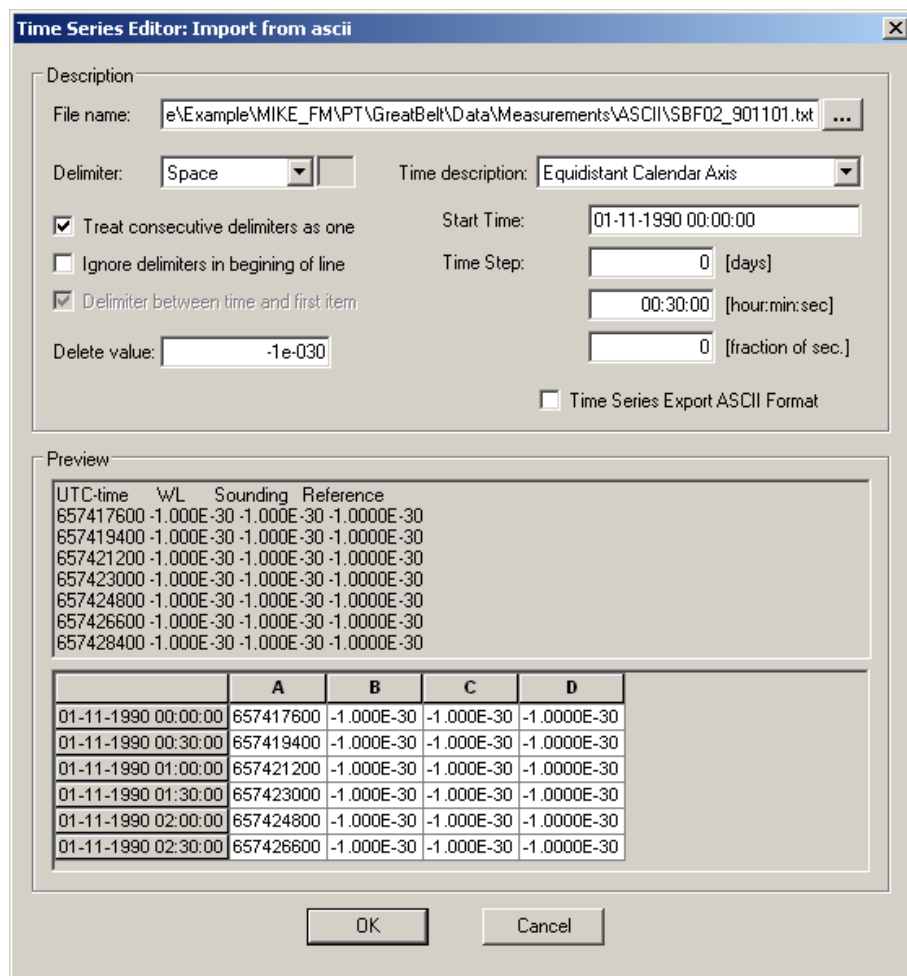 Time Series Editor: Import from ascii
Description
File name: e\Example\MIKE_FM\PT\GreatBelt\Data\Measurements\ASCII\SBF02_901101.txt ...
Delimiter: Space Time description: Equidistant Calendar Axis
Treat consecutive delimiters as one Start Time: 01-11-1990 00:00:00
Ignore delimiters in begining of line Time Step: 0 [days]
Delimiter between time and first item 00:30:00 [hour:min:sec]
Delete value: -1e-030 0 [fraction of sec.]
Time Series Export ASCII Format
Preview
UTC-time WL Sounding Reference
657417600 -1.000E-30 -1.000E-30 -1.0000E-30
657419400 -1.000E-30 -1.000E-30 -1.0000E-30
657421200 -1.000E-30 -1.000E-30 -1.0000E-30
657423000 -1.000E-30 -1.000E-30 -1.0000E-30
657424800 -1.000E-30 -1.000E-30 -1.0000E-30
657426600 -1.000E-30 -1.000E-30 -1.0000E-30
657428400 -1.000E-30 -1.000E-30 -1.0000E-30
A B C D
01-11-1990 00:00:00 657417600 -1.000E-30 -1.000E-30 -1.0000E-30
01-11-1990 00:30:00 657419400 -1.000E-30 -1.000E-30 -1.0000E-30
01-11-1990 01:00:00 657421200 -1.000E-30 -1.000E-30 -1.0000E-30
01-11-1990 01:30:00 657423000 -1.000E-30 -1.000E-30 -1.0000E-30
01-11-1990 02:00:00 657424800 -1.000E-30 -1.000E-30 -1.0000E-30
01-11-1990 02:30:00 657426600 -1.000E-30 -1.000E-30 -1.0000E-30
OK Cancel